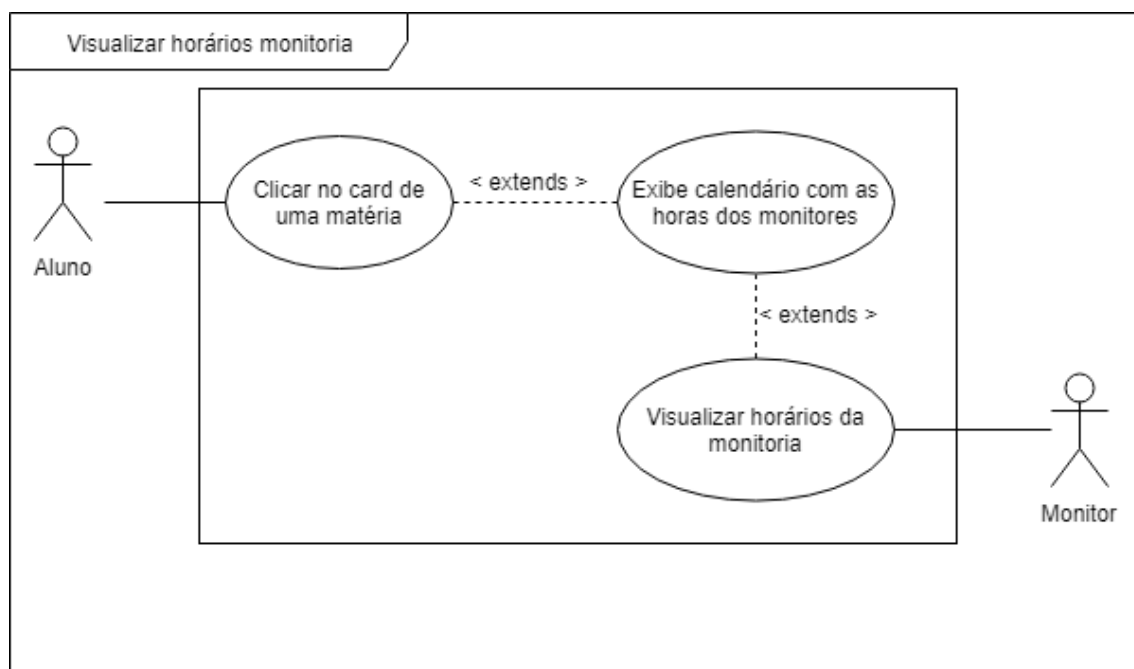 Visualizar horários monitoria
Clicar no card de
uma matéria
< extends >
Exibe calendário com as
horas dos monitores
Aluno
< extends >
Visualizar horários da
monitoria
Monitor